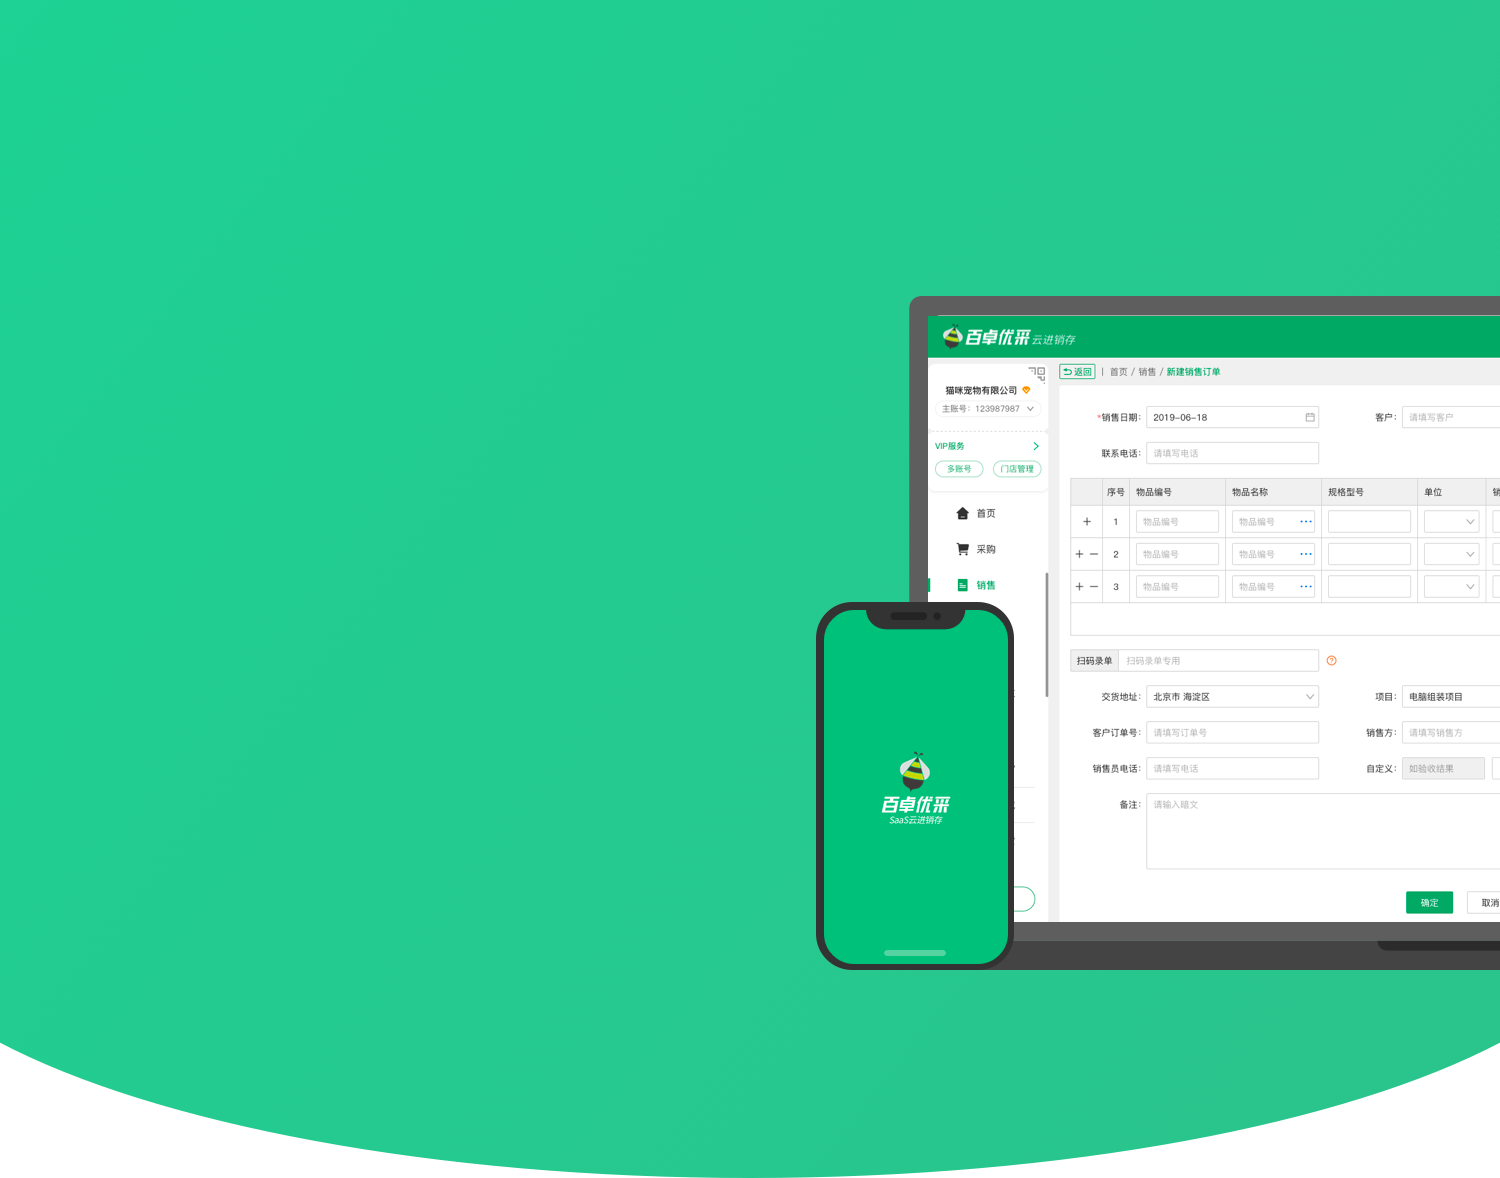 百卓优采 云进销存
返回 | 首页 / 销售 / 新建销售订单
猫咪宠物有限公司
主账号：123987987
VIP服务
多账号 门店管理
首页
采购
销售
*销售日期： 2019-06-18 客户： 请填写客户
联系电话： 请填写电话
序号 物品编号 物品名称 规格型号 单位 销
+ 1 物品编号 物品编号 •••
+ − 2 物品编号 物品编号 •••
+ − 3 物品编号 物品编号 •••
扫码录单 扫码录单专用
交货地址： 北京市 海淀区 项目： 电脑组装项目
客户订单号： 请填写订单号 销售方： 请填写销售方
销售员电话： 请填写电话 自定义： 如验收结果
备注： 请输入暗文
确定 取消
百卓优采
SaaS云进销存